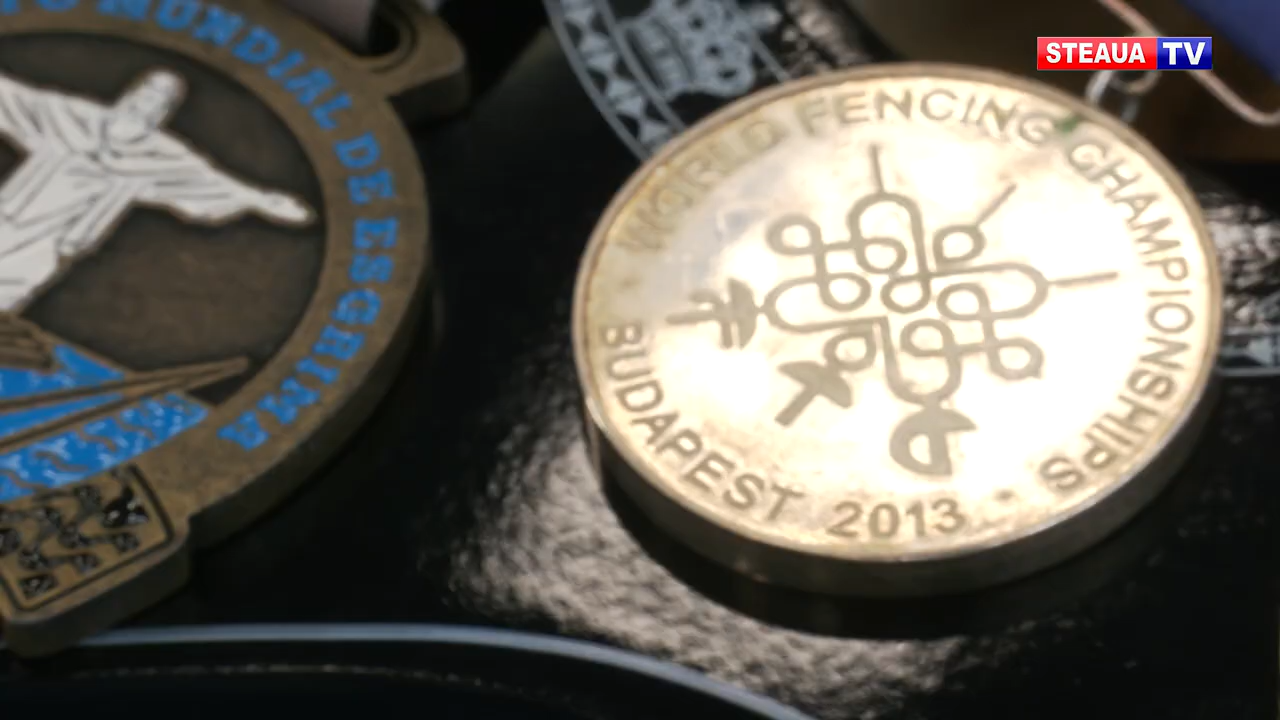 STEAUA TV
MUNDIAL DE ESGRIMA
WORLD FENCING CHAMPIONSHIPS
BUDAPEST 2013